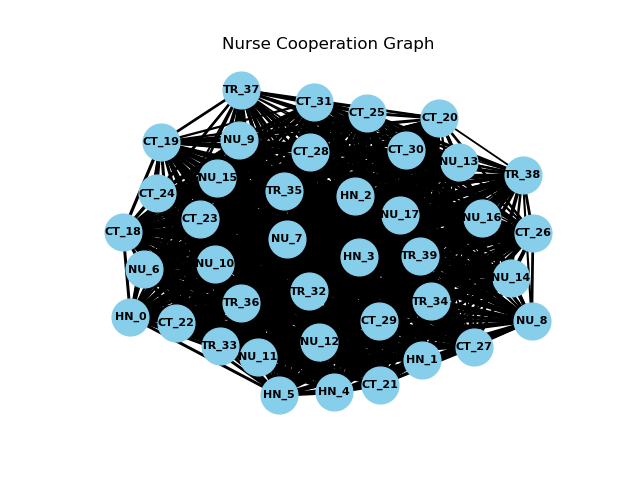 Nurse Cooperation Graph
TR_37
CT_31
CT_25
CT_20
CT_19
NU_9
CT_28
CT_30
NU_13
TR_38
NU_15
CT_24
TR_35
HN_2
NU_17
NU_16
CT_23
CT_18
NU_7
CT_26
NU_10
NU_6
HN_3
TR_39
NU_14
TR_32
TR_36
TR_34
HN_0
CT_22
CT_29
NU_8
TR_33
NU_11
NU_12
HN_1
CT_27
HN_5
HN_4
CT_21